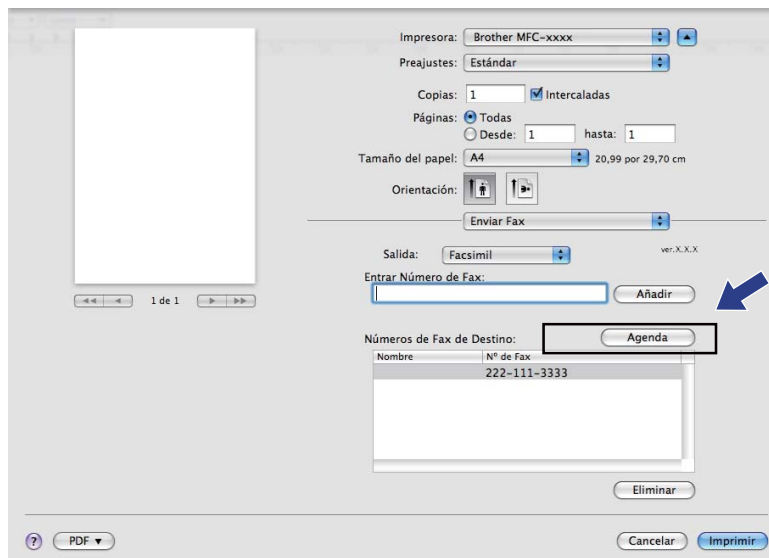 Impresora: Brother MFC-xxxx
Preajustes: Estándar
Copias: 1 Intercaladas
Páginas: Todas
Desde: 1 hasta: 1
Tamaño del papel: A4 20,99 por 29,70 cm
Orientación:
Enviar Fax
Salida: Facsimil ver.X.X.X
Entrar Número de Fax:
Añadir
1 de 1
Números de Fax de Destino: Agenda
Nombre Nº de Fax
222-111-3333
Eliminar
? PDF Cancelar Imprimir